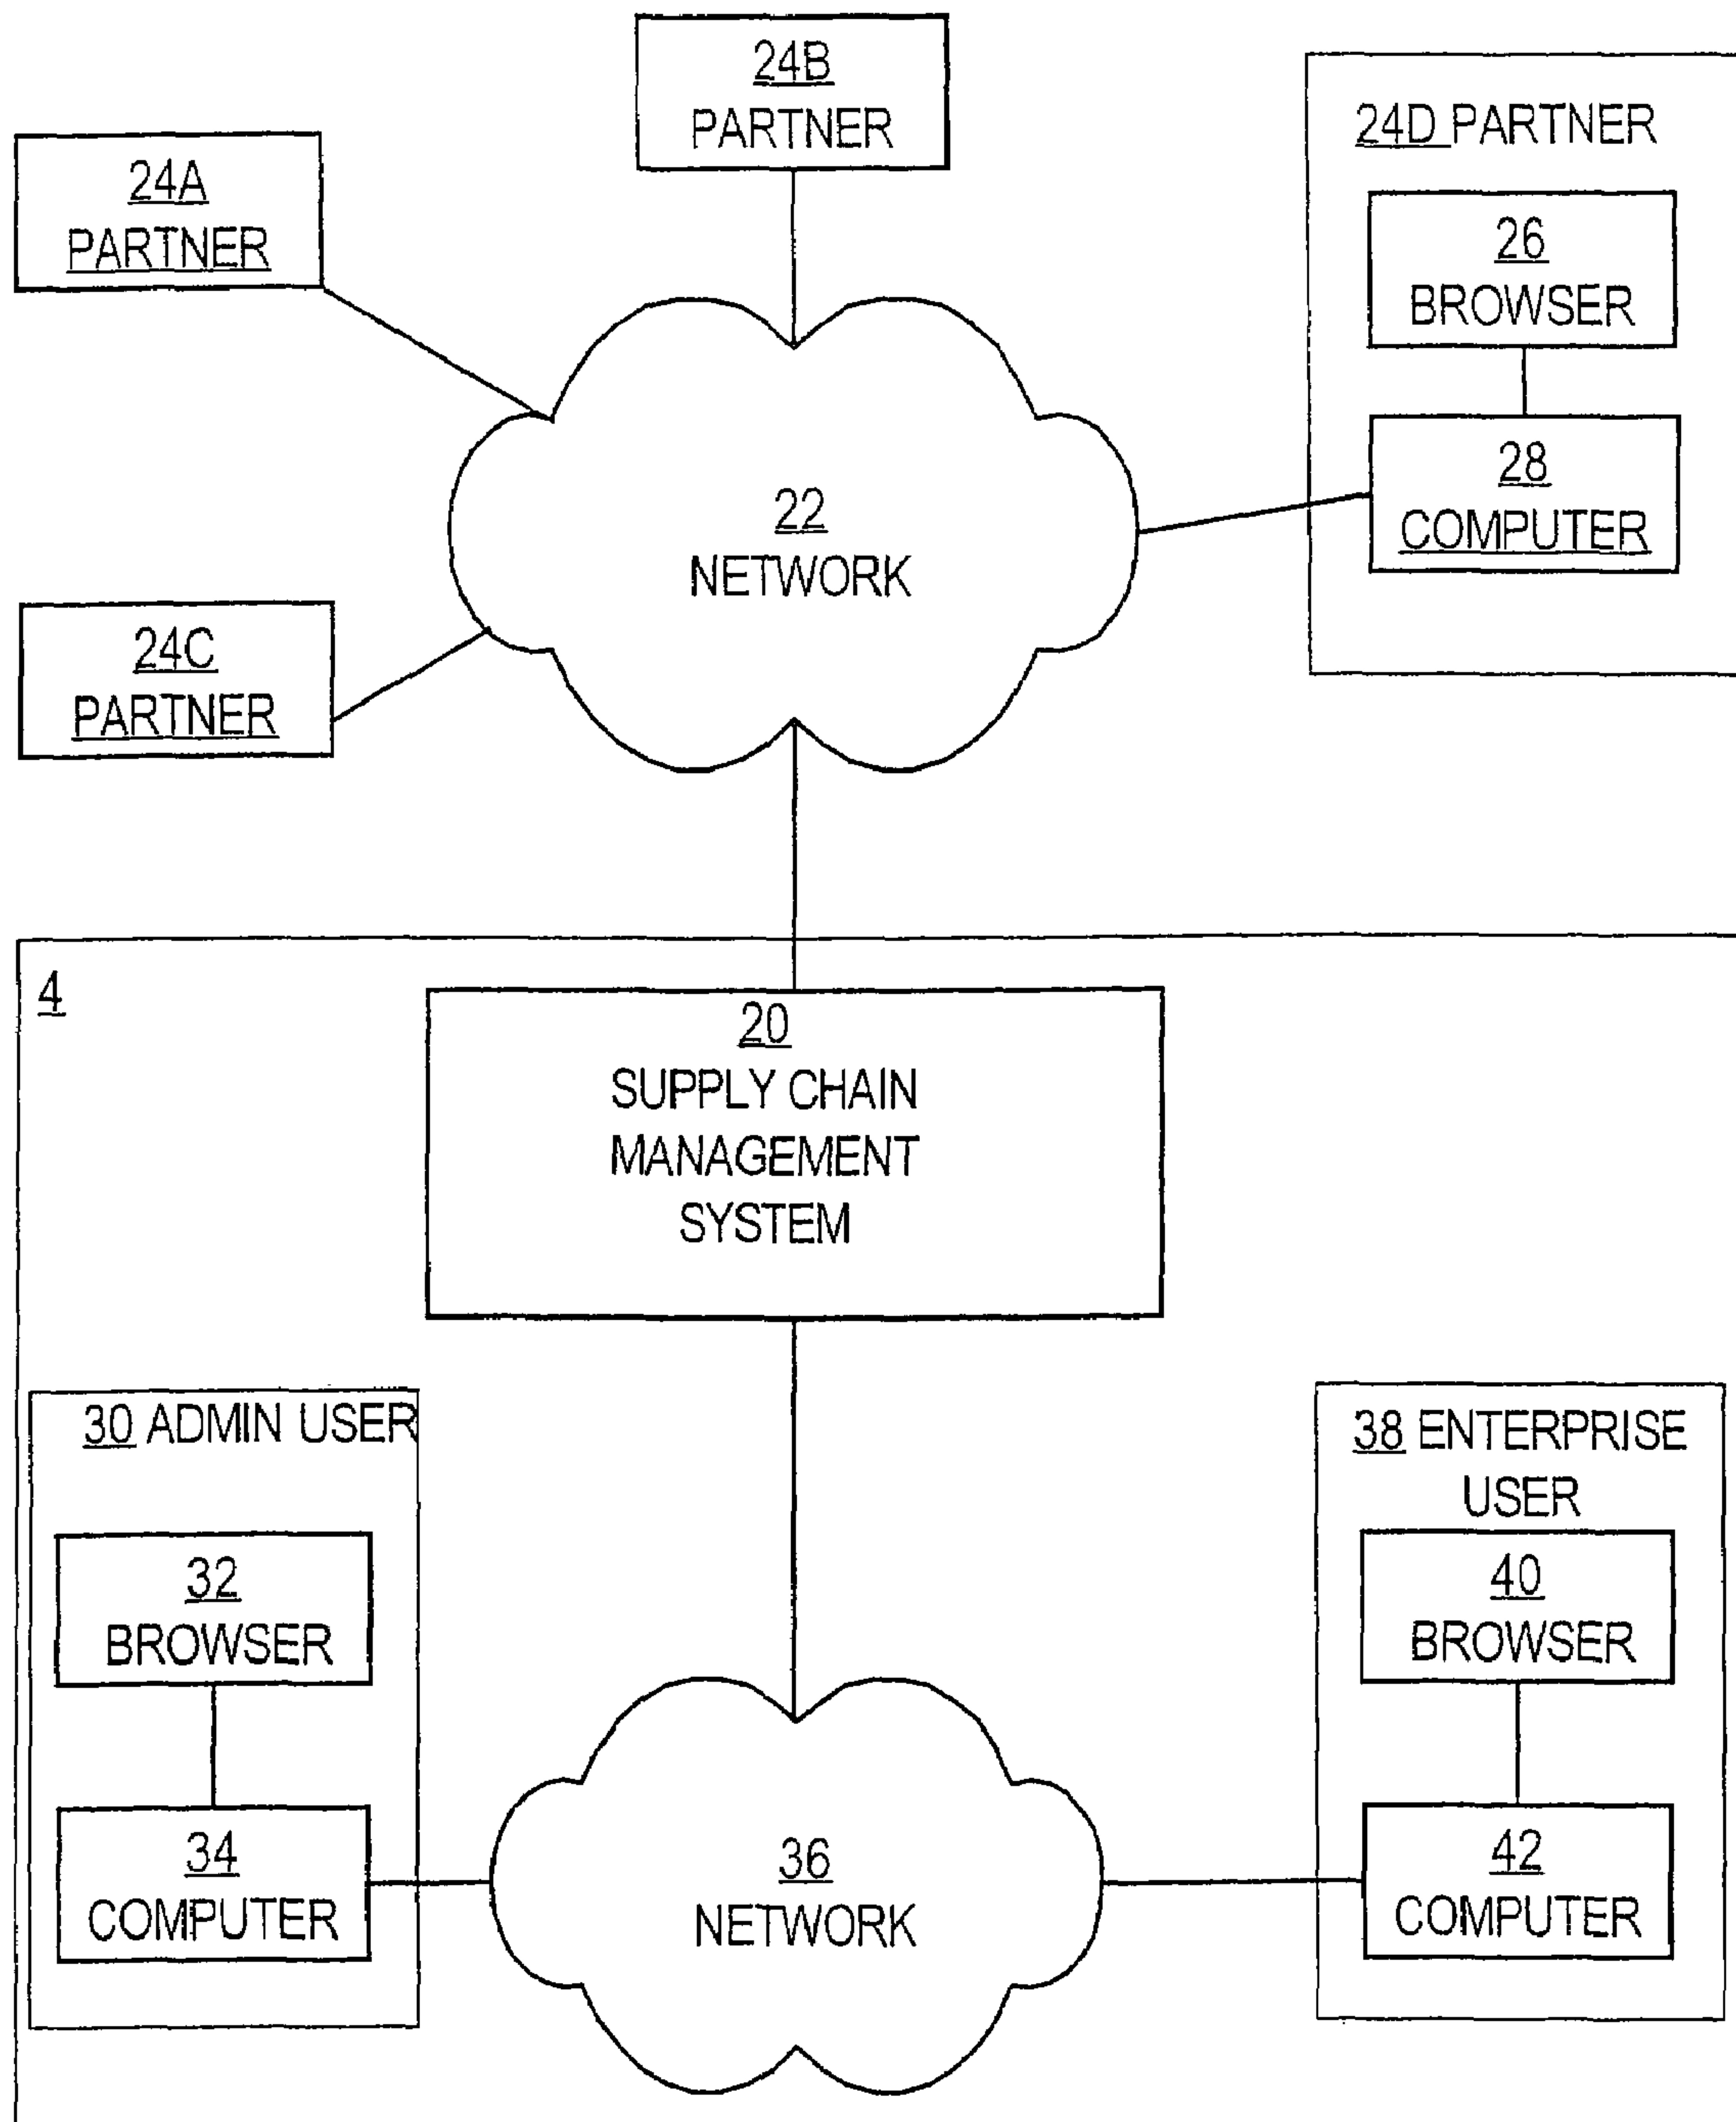 24B
PARTNER
24D PARTNER
24A
PARTNER
26
BROWSER
28
COMPUTER
22
NETWORK
24C
PARTNER
4
20
SUPPLY CHAIN
MANAGEMENT
SYSTEM
30 ADMIN USER
38 ENTERPRISE
USER
32
BROWSER
40
BROWSER
34
COMPUTER
36
NETWORK
42
COMPUTER